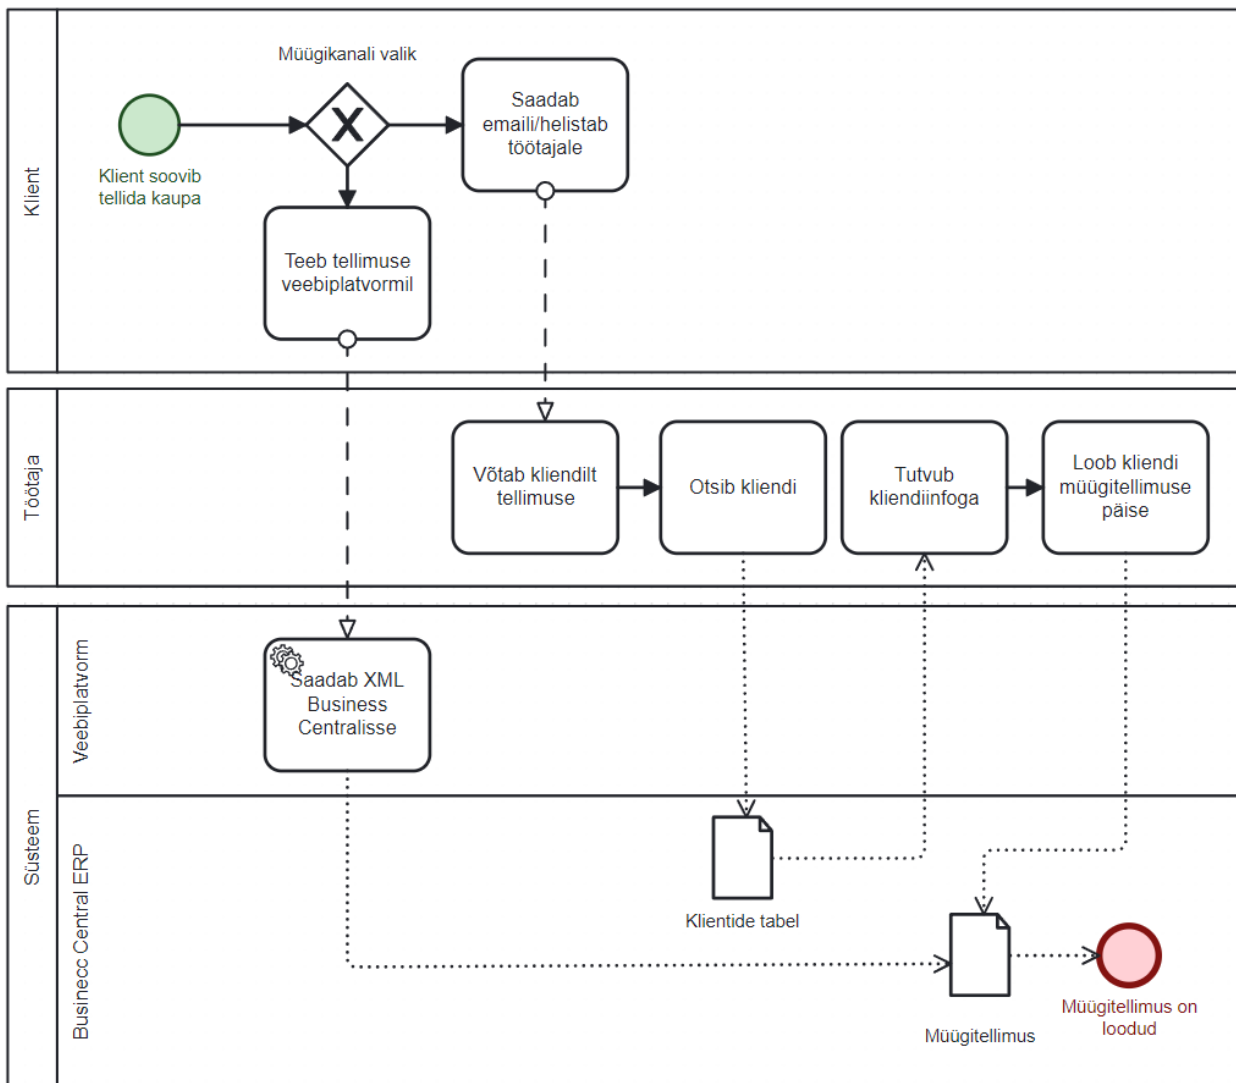 Müügikanali valik
Saadab
emaili/helistab
töötajale
Klient soovib
tellida kaupa
Klient
Teeb tellimuse
veebiplatvormil
Töötaja
Võtab kliendilt
tellimuse
Otsib kliendi
Tutvub
kliendiinfoga
Loob kliendi
müügitellimuse
päise
Süsteem
Veebiplatvorm
Saadab XML
Business
Centralisse
Businecc Central ERP
Klientide tabel
Müügitellimus
Müügitellimus on
loodud